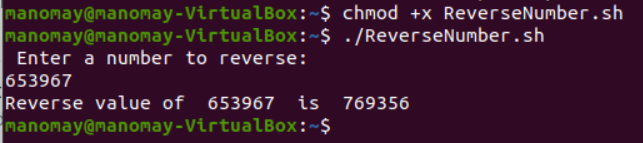 manomay@manomay-VirtualBox:~$ chmod +x ReverseNumber.sh
manomay@manomay-VirtualBox:~$ ./ReverseNumber.sh
 Enter a number to reverse:
653967
Reverse value of  653967  is  769356
manomay@manomay-VirtualBox:~$